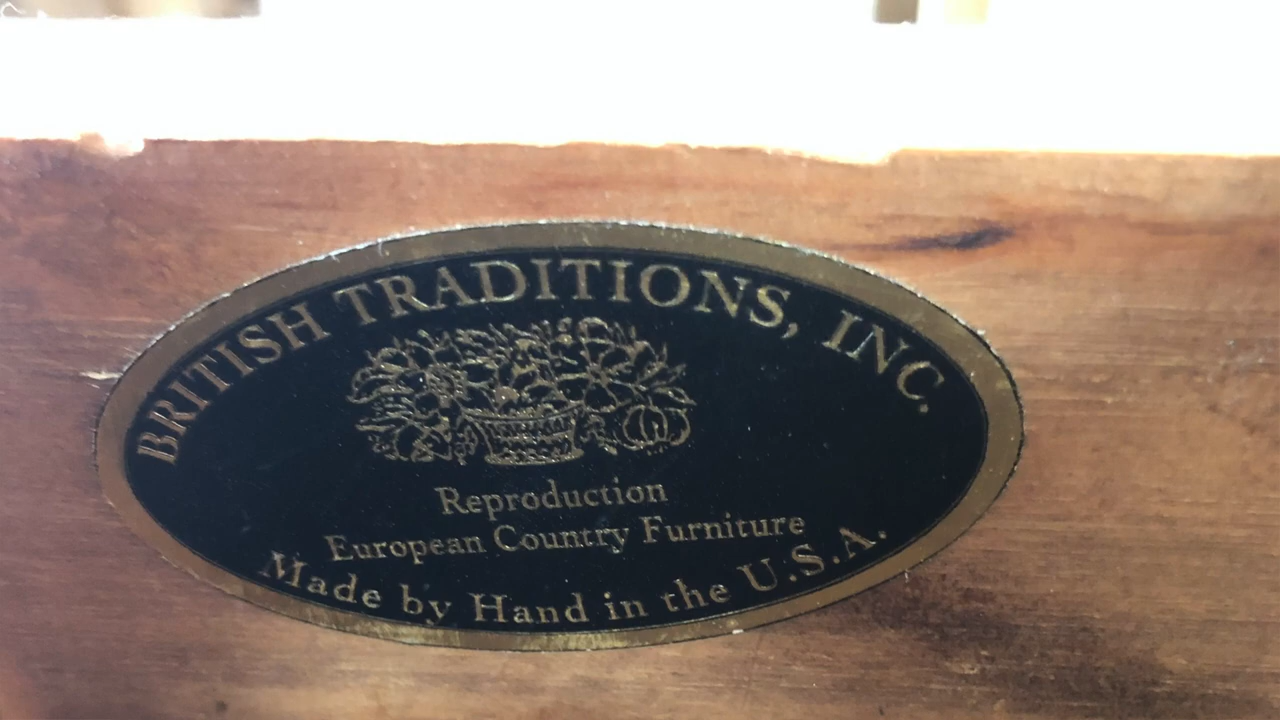 BRITISH TRADITIONS, INC.
Reproduction
European Country Furniture
Made by Hand in the U.S.A.